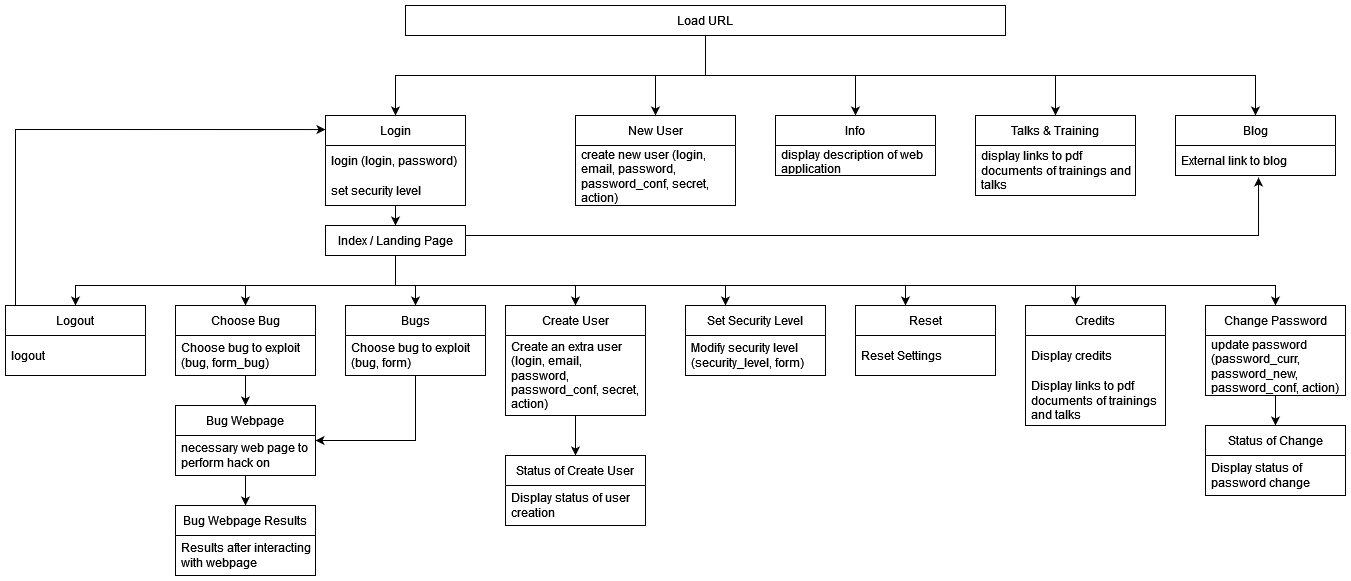 Load URL
Login
login (login, password)
set security level
New User
create new user (login,
email, password,
password_conf, secret,
action)
Info
display description of web
application
Talks & Training
display links to pdf
documents of trainings and
talks
Blog
External link to blog
Index / Landing Page
Logout
logout
Choose Bug
Choose bug to exploit
(bug, form_bug)
Bugs
Choose bug to exploit
(bug, form)
Create User
Create an extra user
(login, email,
password,
password_conf, secret,
action)
Set Security Level
Modify security level
(security_level, form)
Reset
Reset Settings
Credits
Display credits
Display links to pdf
documents of trainings
and talks
Change Password
update password
(password_curr,
password_new,
password_conf, action)
Bug Webpage
necessary web page to
perform hack on
Status of Create User
Display status of user
creation
Status of Change
Display status of
password change
Bug Webpage Results
Results after interacting
with webpage